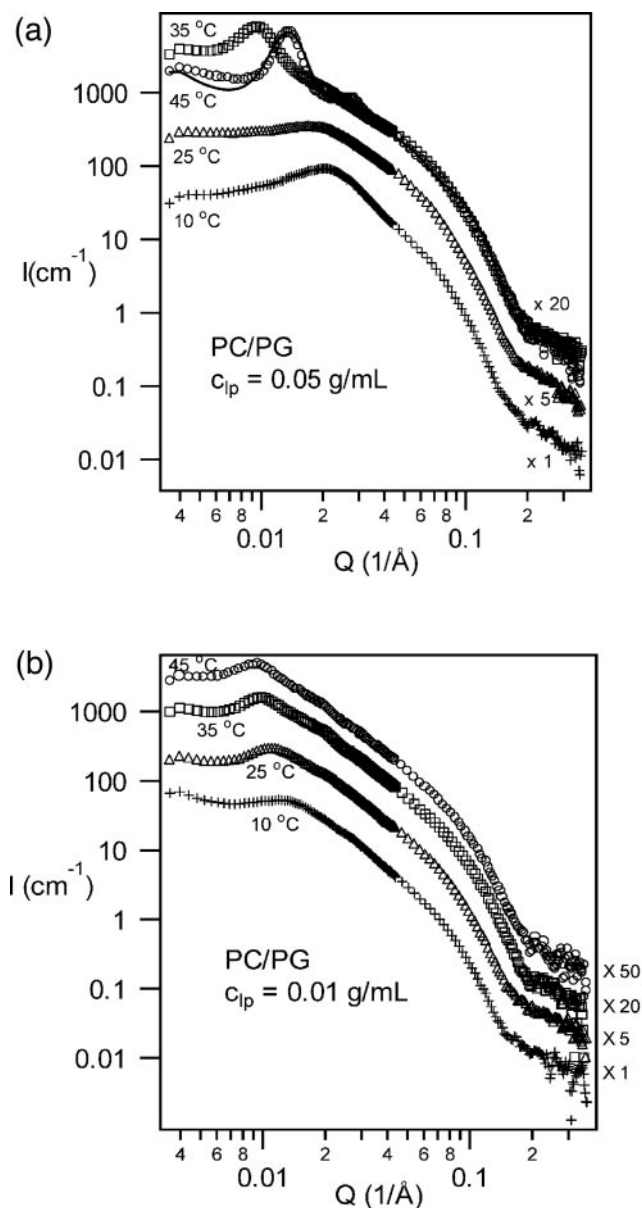 (a)
35 °C
45 °C
25 °C
10 °C
1000
100
10
1
0.1
0.01
I(cm⁻¹)
PC/PG
c_lp = 0.05 g/mL
x 20
x 5
x 1
4 6 8 2 4 6 8 2
0.01 0.1
Q (1/Å)
(b)
45 °C
35 °C
25 °C
10 °C
1000
100
10
1
0.1
0.01
I (cm⁻¹)
PC/PG
c_lp = 0.01 g/mL
X 50
X 20
X 5
X 1
4 6 8 2 4 6 8 2
0.01 0.1
Q (1/Å)